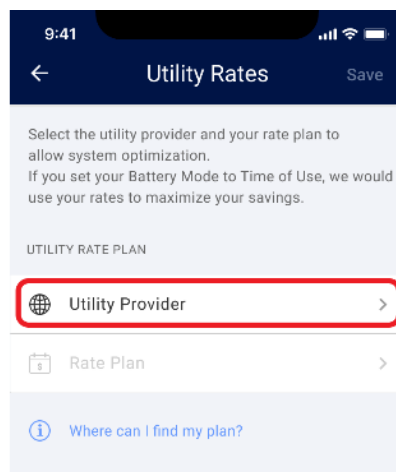 9:41
Utility Rates
Save
Select the utility provider and your rate plan to
allow system optimization.
If you set your Battery Mode to Time of Use, we would
use your rates to maximize your savings.
UTILITY RATE PLAN
Utility Provider
$
Rate Plan
i
Where can I find my plan?